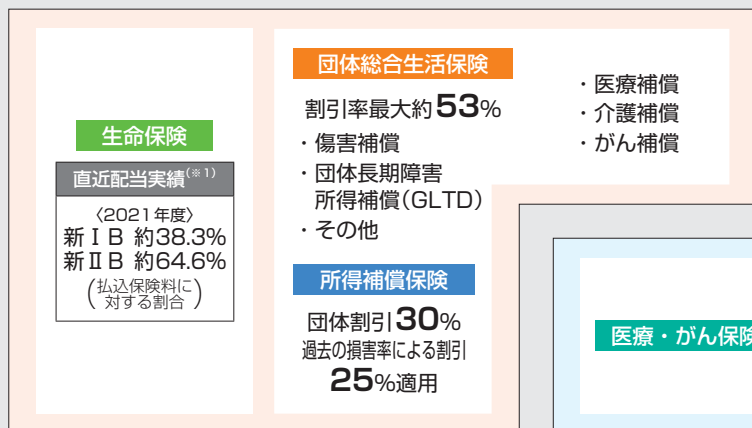 生命保険
直近配当実績(※1)
〈2021年度〉
新ⅠB 約38.3%
新ⅡB 約64.6%
(払込保険料に
対する割合)
団体総合生活保険
割引率最大約53%
・傷害補償
・団体長期障害
所得補償(GLTD)
・その他
・医療補償
・介護補償
・がん補償
所得補償保険
団体割引30%
過去の損害率による割引
25%適用
医療・がん保険